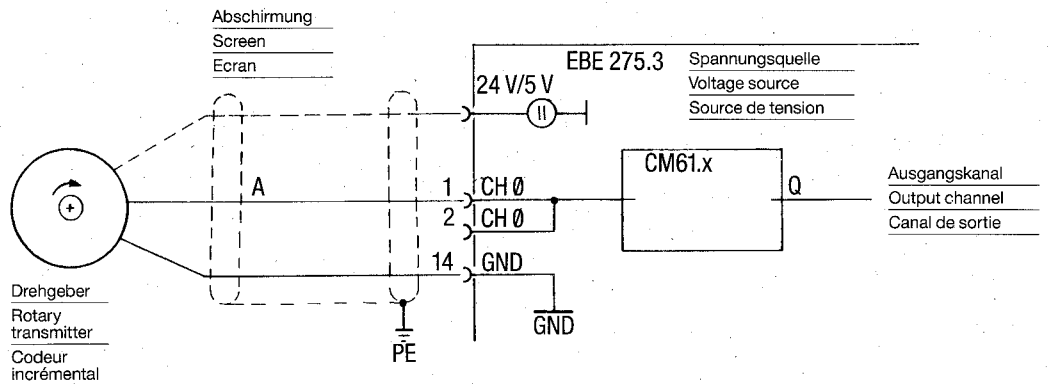 Abschirmung
Screen
Ecran
EBE 275.3
Spannungsquelle
Voltage source
Source de tension
24 V/5 V
CM61.x
A
1 CH Ø
2 CH Ø
Q
Ausgangskanal
Output channel
Canal de sortie
14 GND
GND
PE
Drehgeber
Rotary
transmitter
Codeur
incrémental